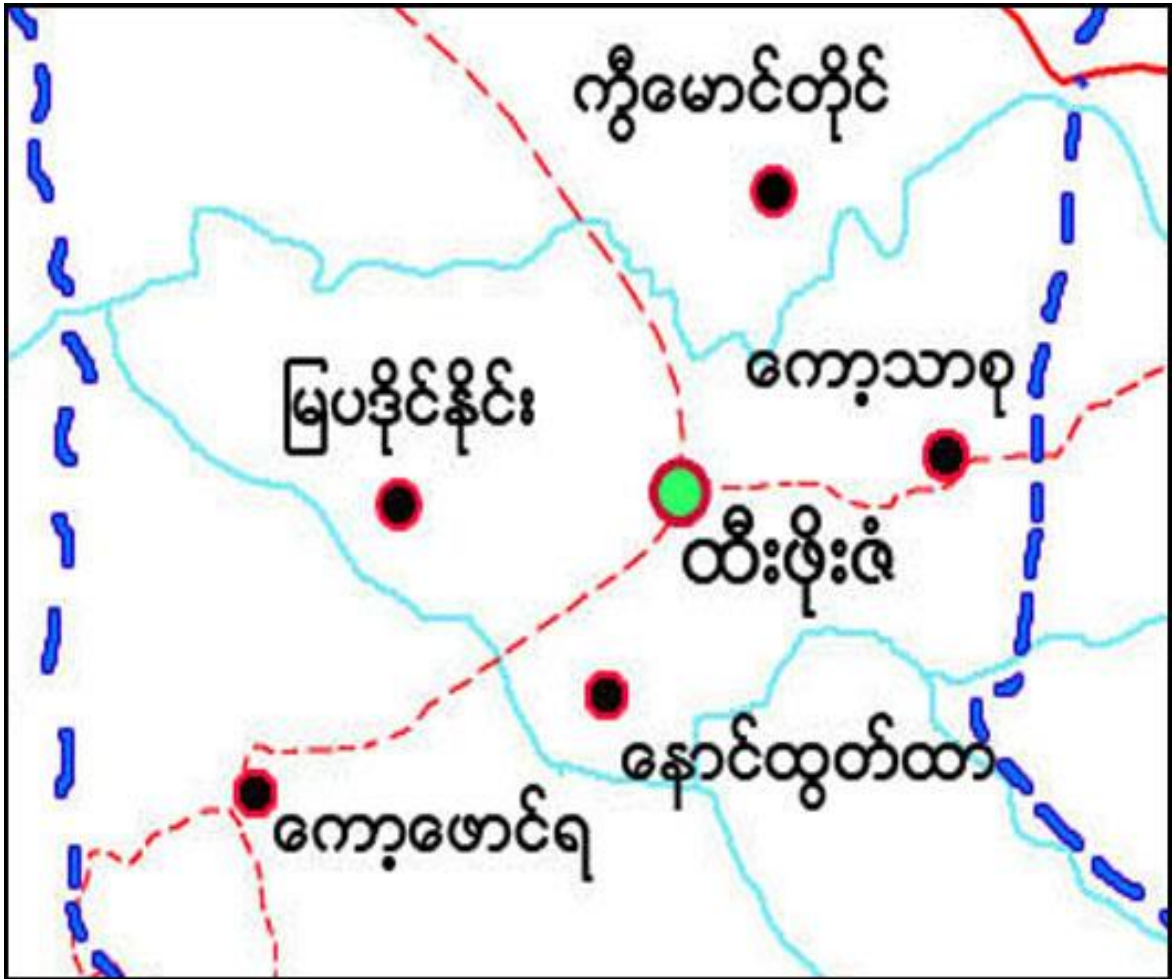 ကွီမောင်တိုင်
ကော့သာစု
မြပဒိုင်နိုင်း
ထီးဖိုးဇံ
နောင်ထွတ်ထာ
ကော့ဖောင်ရ